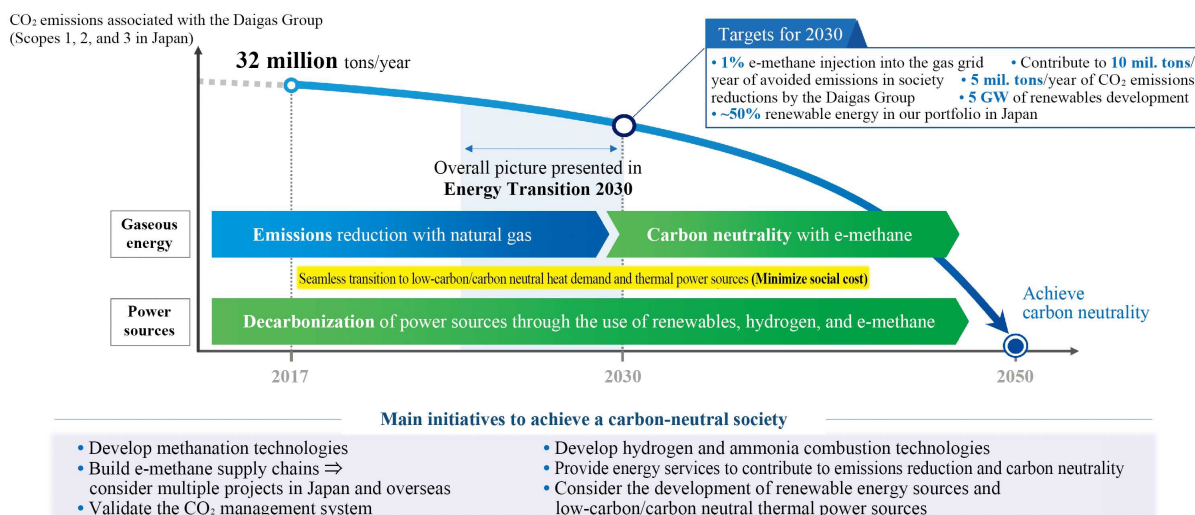 CO₂ emissions associated with the Daigas Group
(Scopes 1, 2, and 3 in Japan)
32 million tons/year
Targets for 2030
• 1% e-methane injection into the gas grid • Contribute to 10 mil. tons/
year of avoided emissions in society • 5 mil. tons/year of CO₂ emissions
reductions by the Daigas Group • 5 GW of renewables development
• ~50% renewable energy in our portfolio in Japan
Overall picture presented in
Energy Transition 2030
Gaseous
energy
Emissions reduction with natural gas
Carbon neutrality with e-methane
Seamless transition to low-carbon/carbon neutral heat demand and thermal power sources (Minimize social cost)
Power
sources
Decarbonization of power sources through the use of renewables, hydrogen, and e-methane
Achieve
carbon neutrality
2017
2030
2050
Main initiatives to achieve a carbon-neutral society
• Develop methanation technologies
• Build e-methane supply chains ⇒
consider multiple projects in Japan and overseas
• Validate the CO₂ management system
• Develop hydrogen and ammonia combustion technologies
• Provide energy services to contribute to emissions reduction and carbon neutrality
• Consider the development of renewable energy sources and
low-carbon/carbon neutral thermal power sources